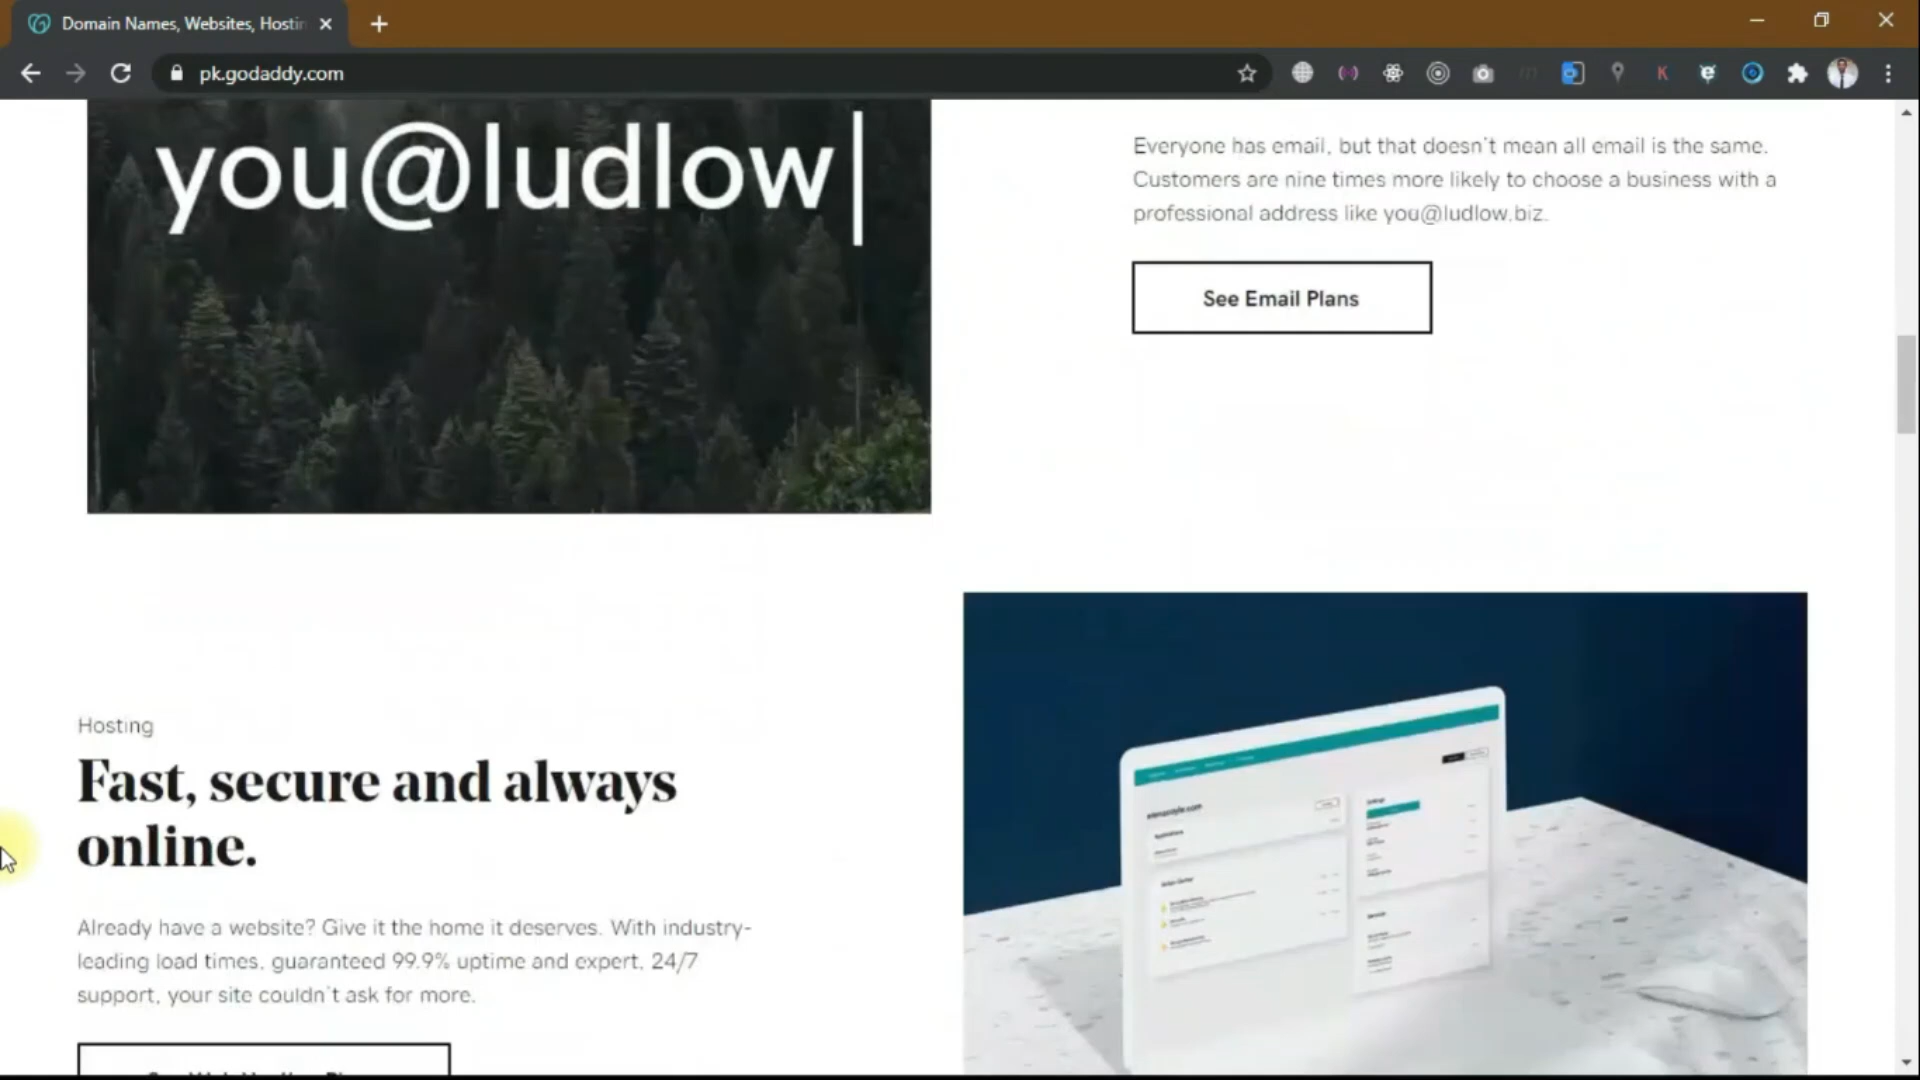 Domain Names, Websites, Hostin
pk.godaddy.com
you@ludlow
Everyone has email, but that doesn't mean all email is the same.
Customers are nine times more likely to choose a business with a
professional address like you@ludlow.biz.
See Email Plans
Hosting
Fast, secure and always
online.
Already have a website? Give it the home it deserves. With industry-
leading load times, guaranteed 99.9% uptime and expert, 24/7
support, your site couldn't ask for more.